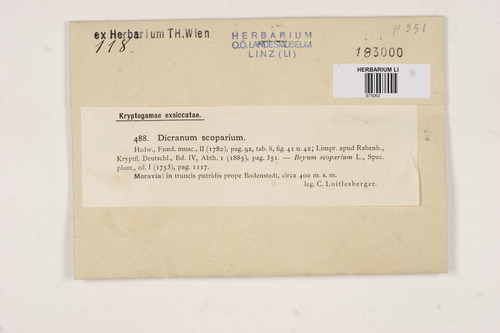 ex Herbarium TH.Wien
118.
HERBARIUM
O.Ö. LANDESMUSEUM
LINZ (LI)
p 351
183000
HERBARIUM LI
Kryptogamae exsiccatae.
488. Dicranum scoparium.
Hedw., Fund. musc., II (1782), pag. 92, tab. 8, fig. 41 u. 42; Limpr. apud Rabenh.,
Kryptfl. Deutschl., Bd. IV, Abth. 1 (1885), pag. 351. — Bryum scoparium L., Spec.
plant., ed. I (1753), pag. 1117.
Moravia: in truncis putridis prope Bodenstedt, circa 400 m. s. m.
leg. C. Loitlesberger.